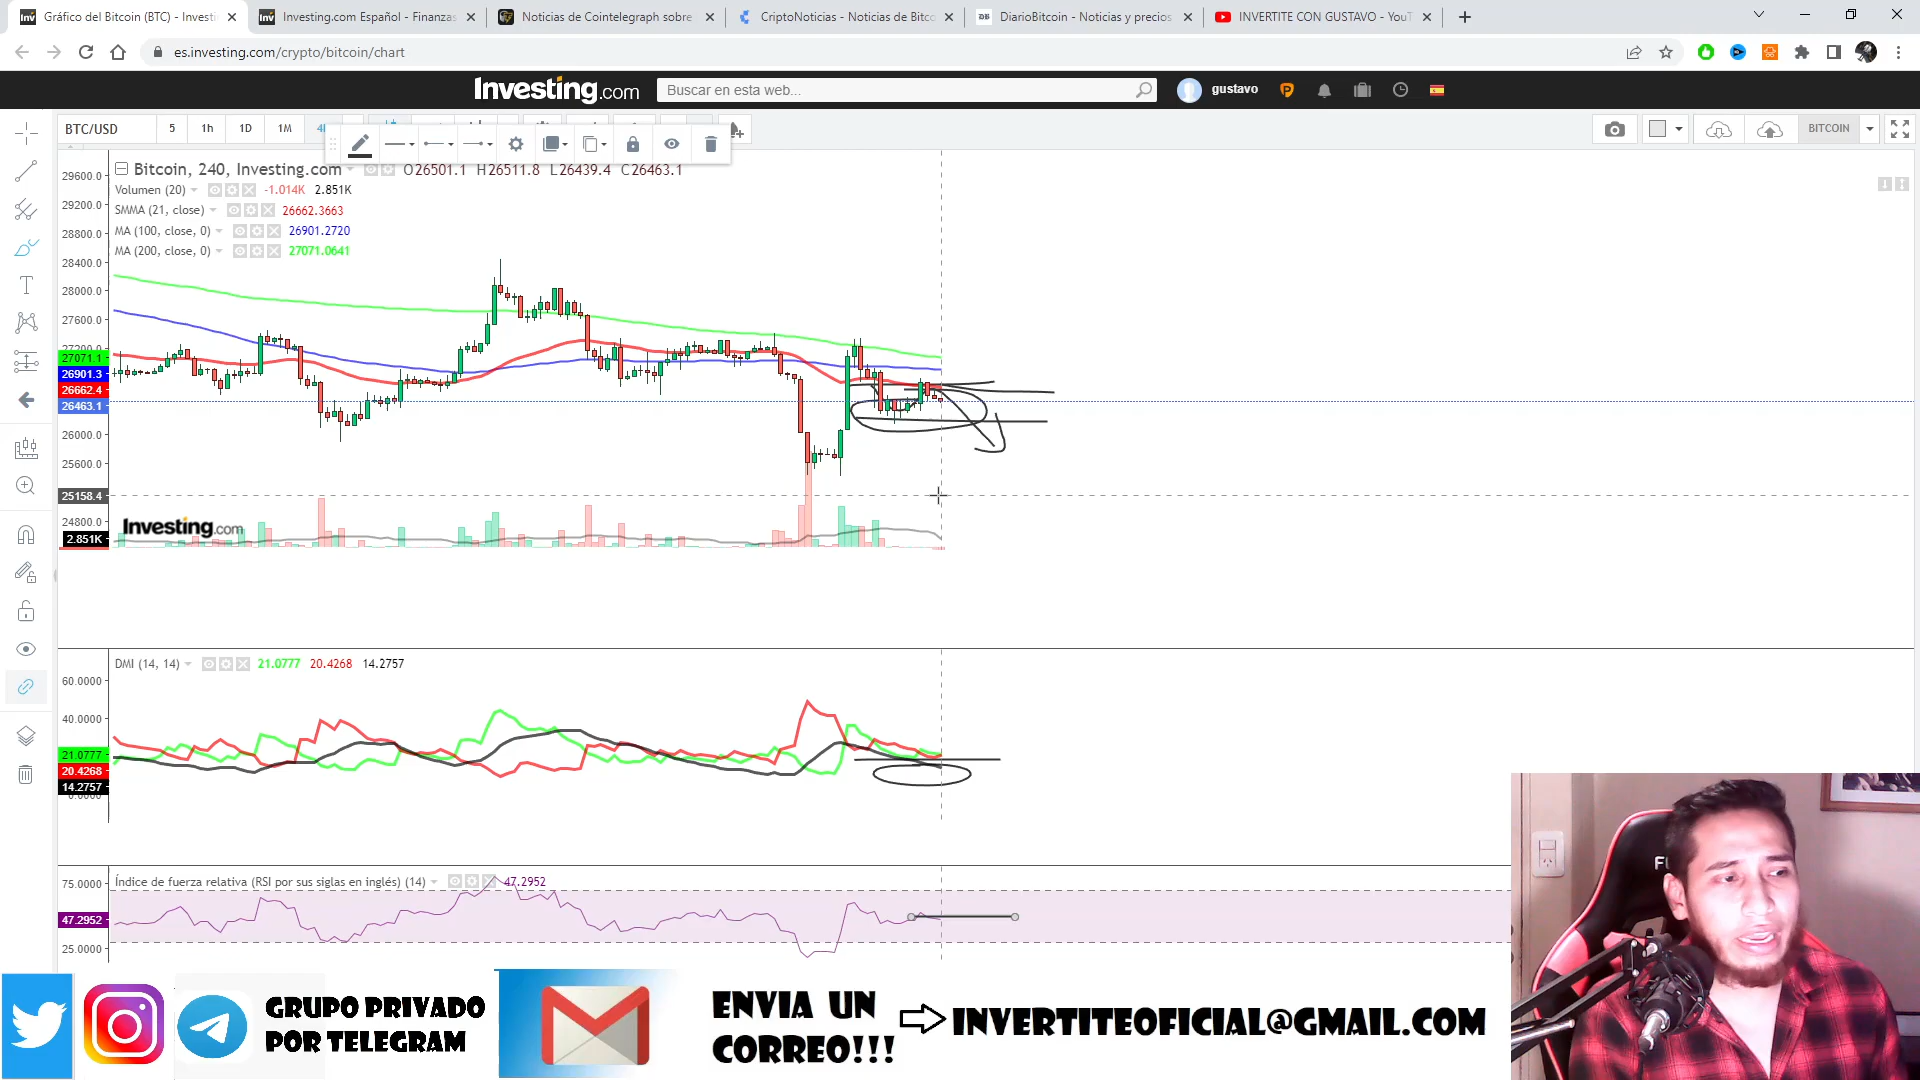 Gráfico del Bitcoin (BTC) - Investi
Investing.com Español - Finanzas
Noticias de Cointelegraph sobre
CriptoNoticias - Noticias de Bitco
DiarioBitcoin - Noticias y precios
INVERTITE CON GUSTAVO - YouT
es.investing.com/crypto/bitcoin/chart
Investing.com
Buscar en esta web...
gustavo
BTC/USD
5
1h
1D
1M
BITCOIN
Bitcoin, 240, Investing.com
O26501.1 H26511.8 L26439.4 C26463.1
Volumen (20) -1.014K 2.851K
SMMA (21, close) 26662.3663
MA (100, close, 0) 26901.2720
MA (200, close, 0) 27071.0641
29600.0
29200.0
28800.0
28400.0
28000.0
27600.0
27071.1
26901.3
26662.4
26463.1
26000.0
25600.0
25158.4
24800.0
2.851K
Investing.com
DMI (14, 14) 21.0777 20.4268 14.2757
60.0000
40.0000
21.0777
20.4268
14.2757
Índice de fuerza relativa (RSI por sus siglas en inglés) (14) 47.2952
75.0000
47.2952
25.0000
GRUPO PRIVADO
POR TELEGRAM
ENVIA UN
CORREO!!!
INVERTITEOFICIAL@GMAIL.COM